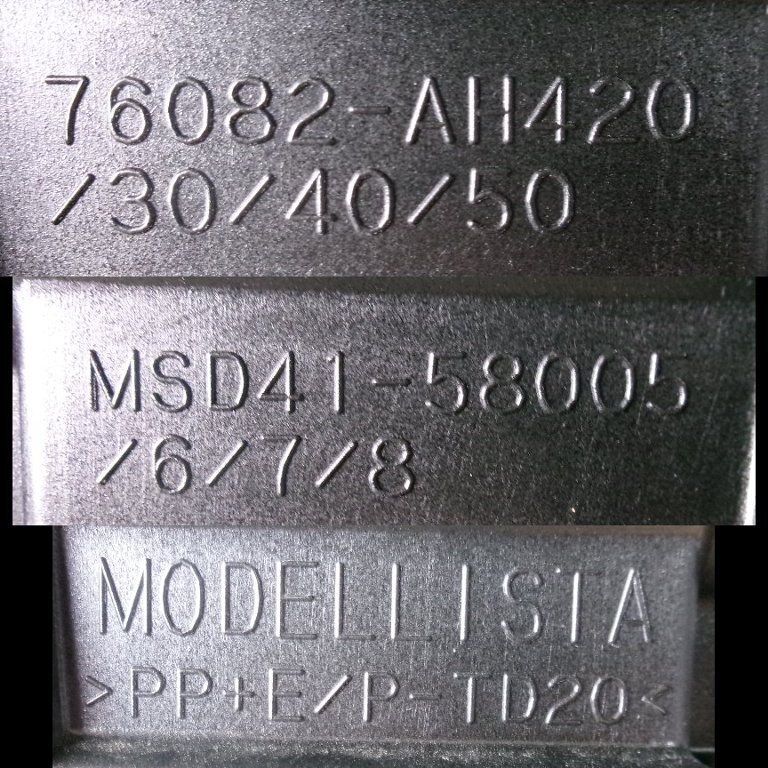 76082-AH420
/30/40/50
MSD41-58005
/6/7/8
MODELLISTA
>PP+E/P-TD20<